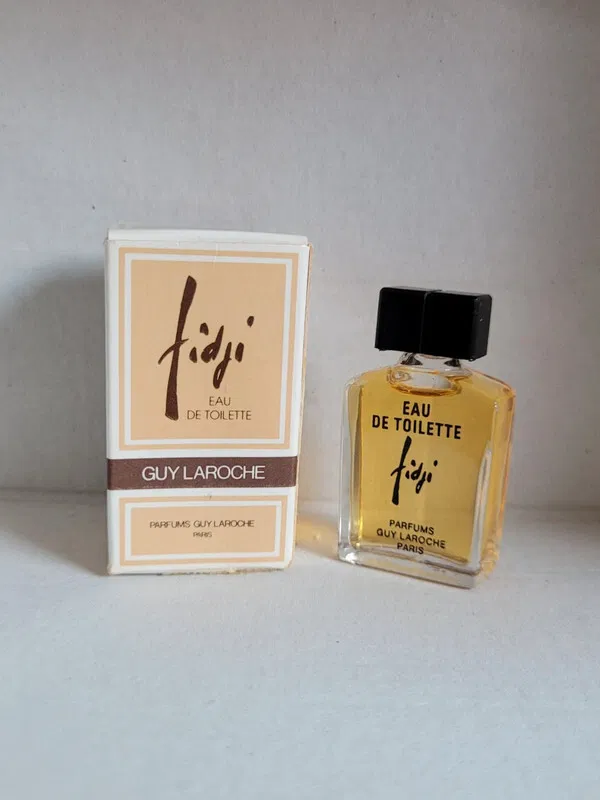 fidji
EAU
DE TOILETTE
GUY LAROCHE
PARFUMS GUY LAROCHE
PARIS
EAU
DE TOILETTE
fidji
PARFUMS
GUY LAROCHE
PARIS